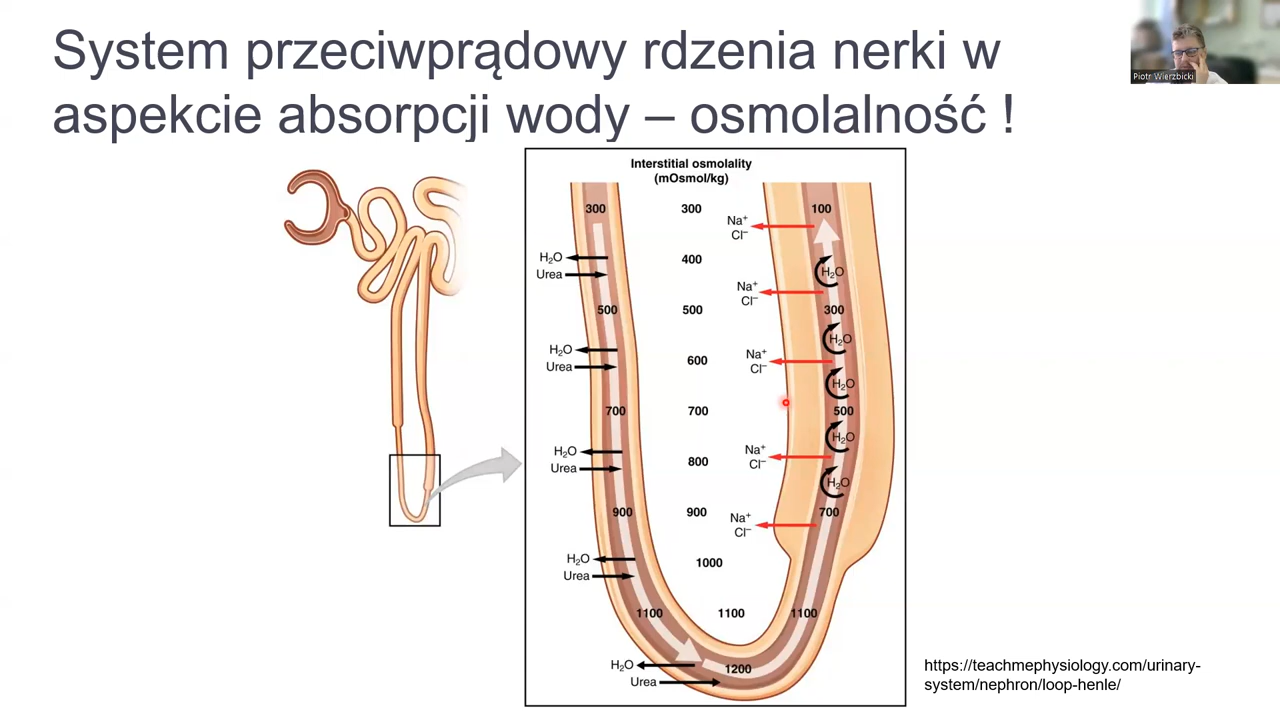 System przeciwprądowy rdzenia nerki w
aspekcie absorpcji wody – osmolalność !
Piotr Wierzbicki
Interstitial osmolality
(mOsmol/kg)
300 300 100
Na⁺
Cl⁻
H₂O 400
Urea H₂O
Na⁺
Cl⁻
500 500 300
H₂O
H₂O 600 Na⁺
Urea Cl⁻
H₂O
700 700 500
H₂O
H₂O 800 Na⁺
Urea Cl⁻
H₂O
900 900 Na⁺ 700
Cl⁻
H₂O 1000
Urea
1100 1100 1100
H₂O 1200
Urea
https://teachmephysiology.com/urinary-
system/nephron/loop-henle/